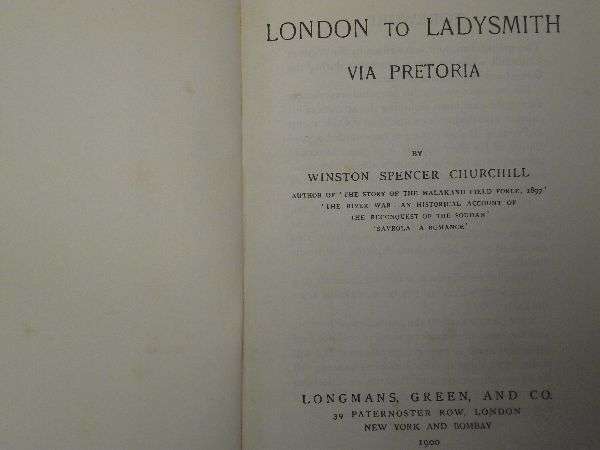 LONDON TO LADYSMITH
VIA PRETORIA
BY
WINSTON SPENCER CHURCHILL
AUTHOR OF 'THE STORY OF THE MALAKAND FIELD FORCE, 1897'
'THE RIVER WAR: AN HISTORICAL ACCOUNT OF
THE RECONQUEST OF THE SOUDAN'
'SAVROLA: A ROMANCE'
LONGMANS, GREEN, AND CO.
39 PATERNOSTER ROW, LONDON
NEW YORK AND BOMBAY
1900